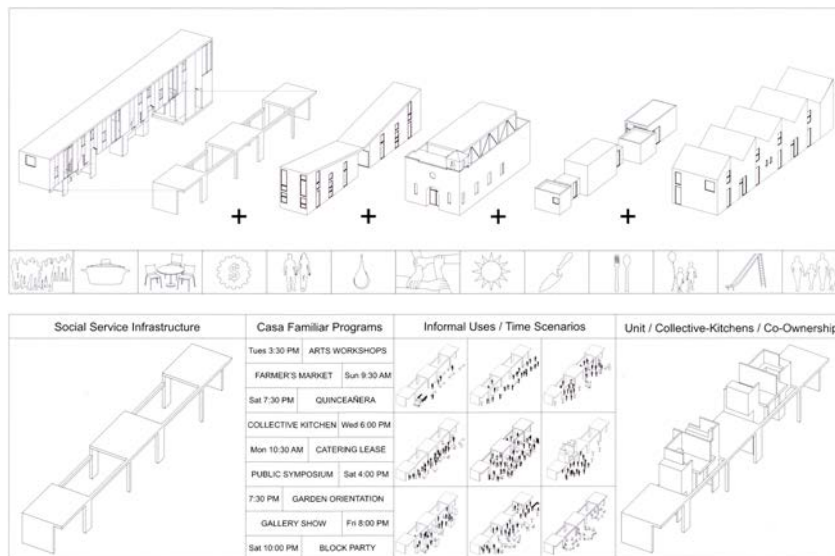 + + + +
$
Social Service Infrastructure
Casa Familiar Programs
Informal Uses / Time Scenarios
Unit / Collective-Kitchens / Co-Ownership
Tues 3:30 PM ARTS WORKSHOPS
FARMER'S MARKET Sun 9:30 AM
Sat 7:30 PM QUINCEAÑERA
COLLECTIVE KITCHEN Wed 6:00 PM
Mon 10:30 AM CATERING LEASE
PUBLIC SYMPOSIUM Sat 4:00 PM
7:30 PM GARDEN ORIENTATION
GALLERY SHOW Fri 8:00 PM
Sat 10:00 PM BLOCK PARTY